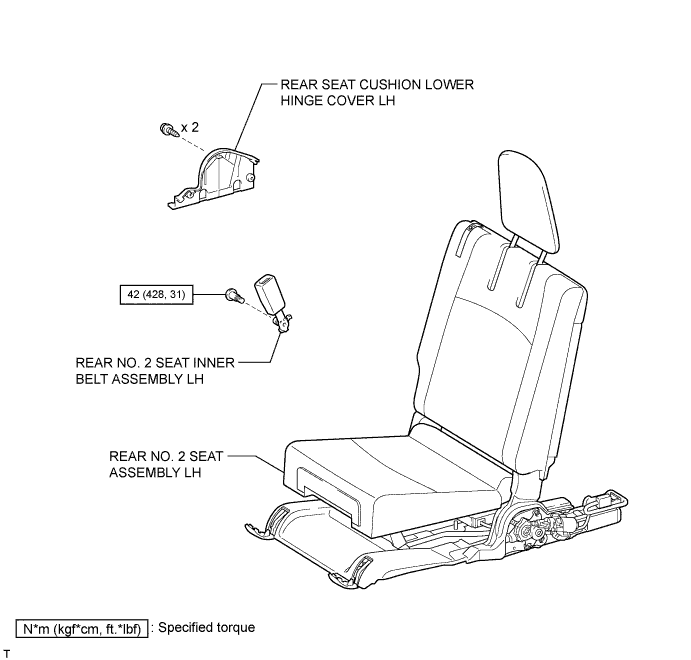 REAR SEAT CUSHION LOWER
HINGE COVER LH
x 2
42 (428, 31)
REAR NO. 2 SEAT INNER
BELT ASSEMBLY LH
REAR NO. 2 SEAT
ASSEMBLY LH
N*m (kgf*cm, ft.*lbf) : Specified torque
T